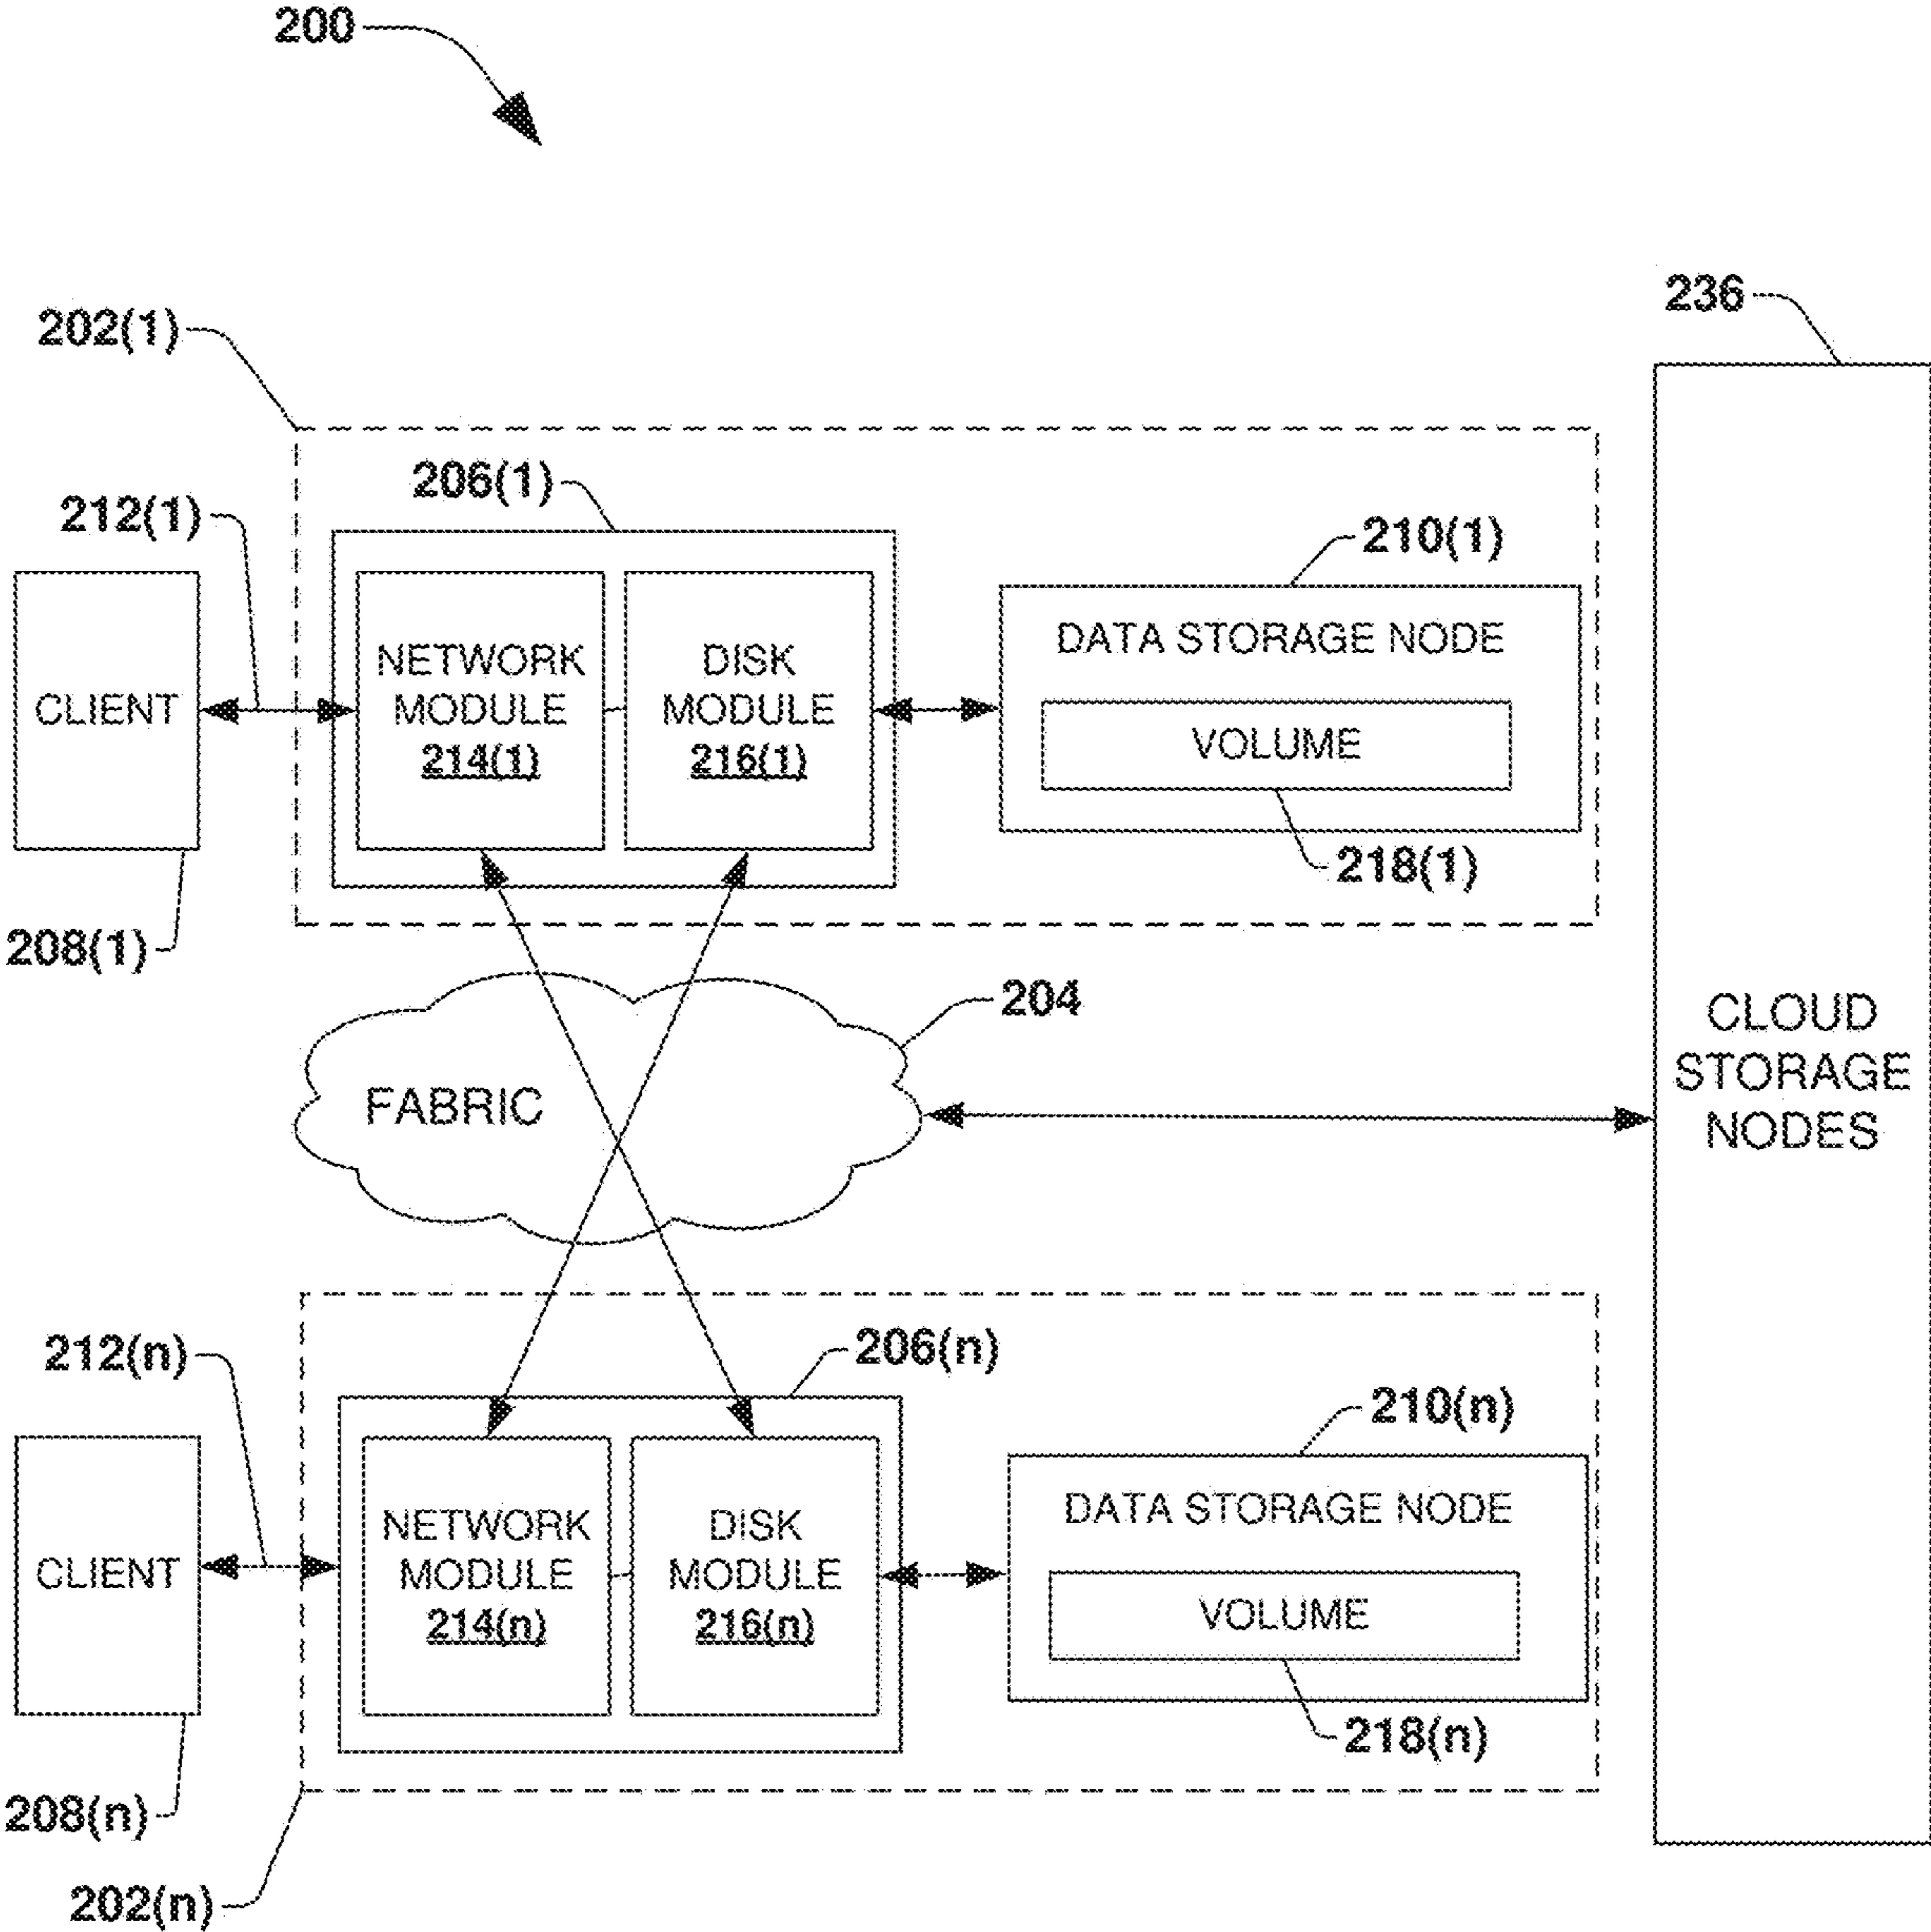 200
236
202(1)
206(1)
212(1)
210(1)
DATA STORAGE NODE
NETWORK
MODULE
214(1)
DISK
MODULE
216(1)
CLIENT
VOLUME
218(1)
208(1)
204
CLOUD
STORAGE
NODES
FABRIC
206(n)
212(n)
210(n)
DATA STORAGE NODE
NETWORK
MODULE
214(n)
DISK
MODULE
216(n)
CLIENT
VOLUME
218(n)
208(n)
202(n)